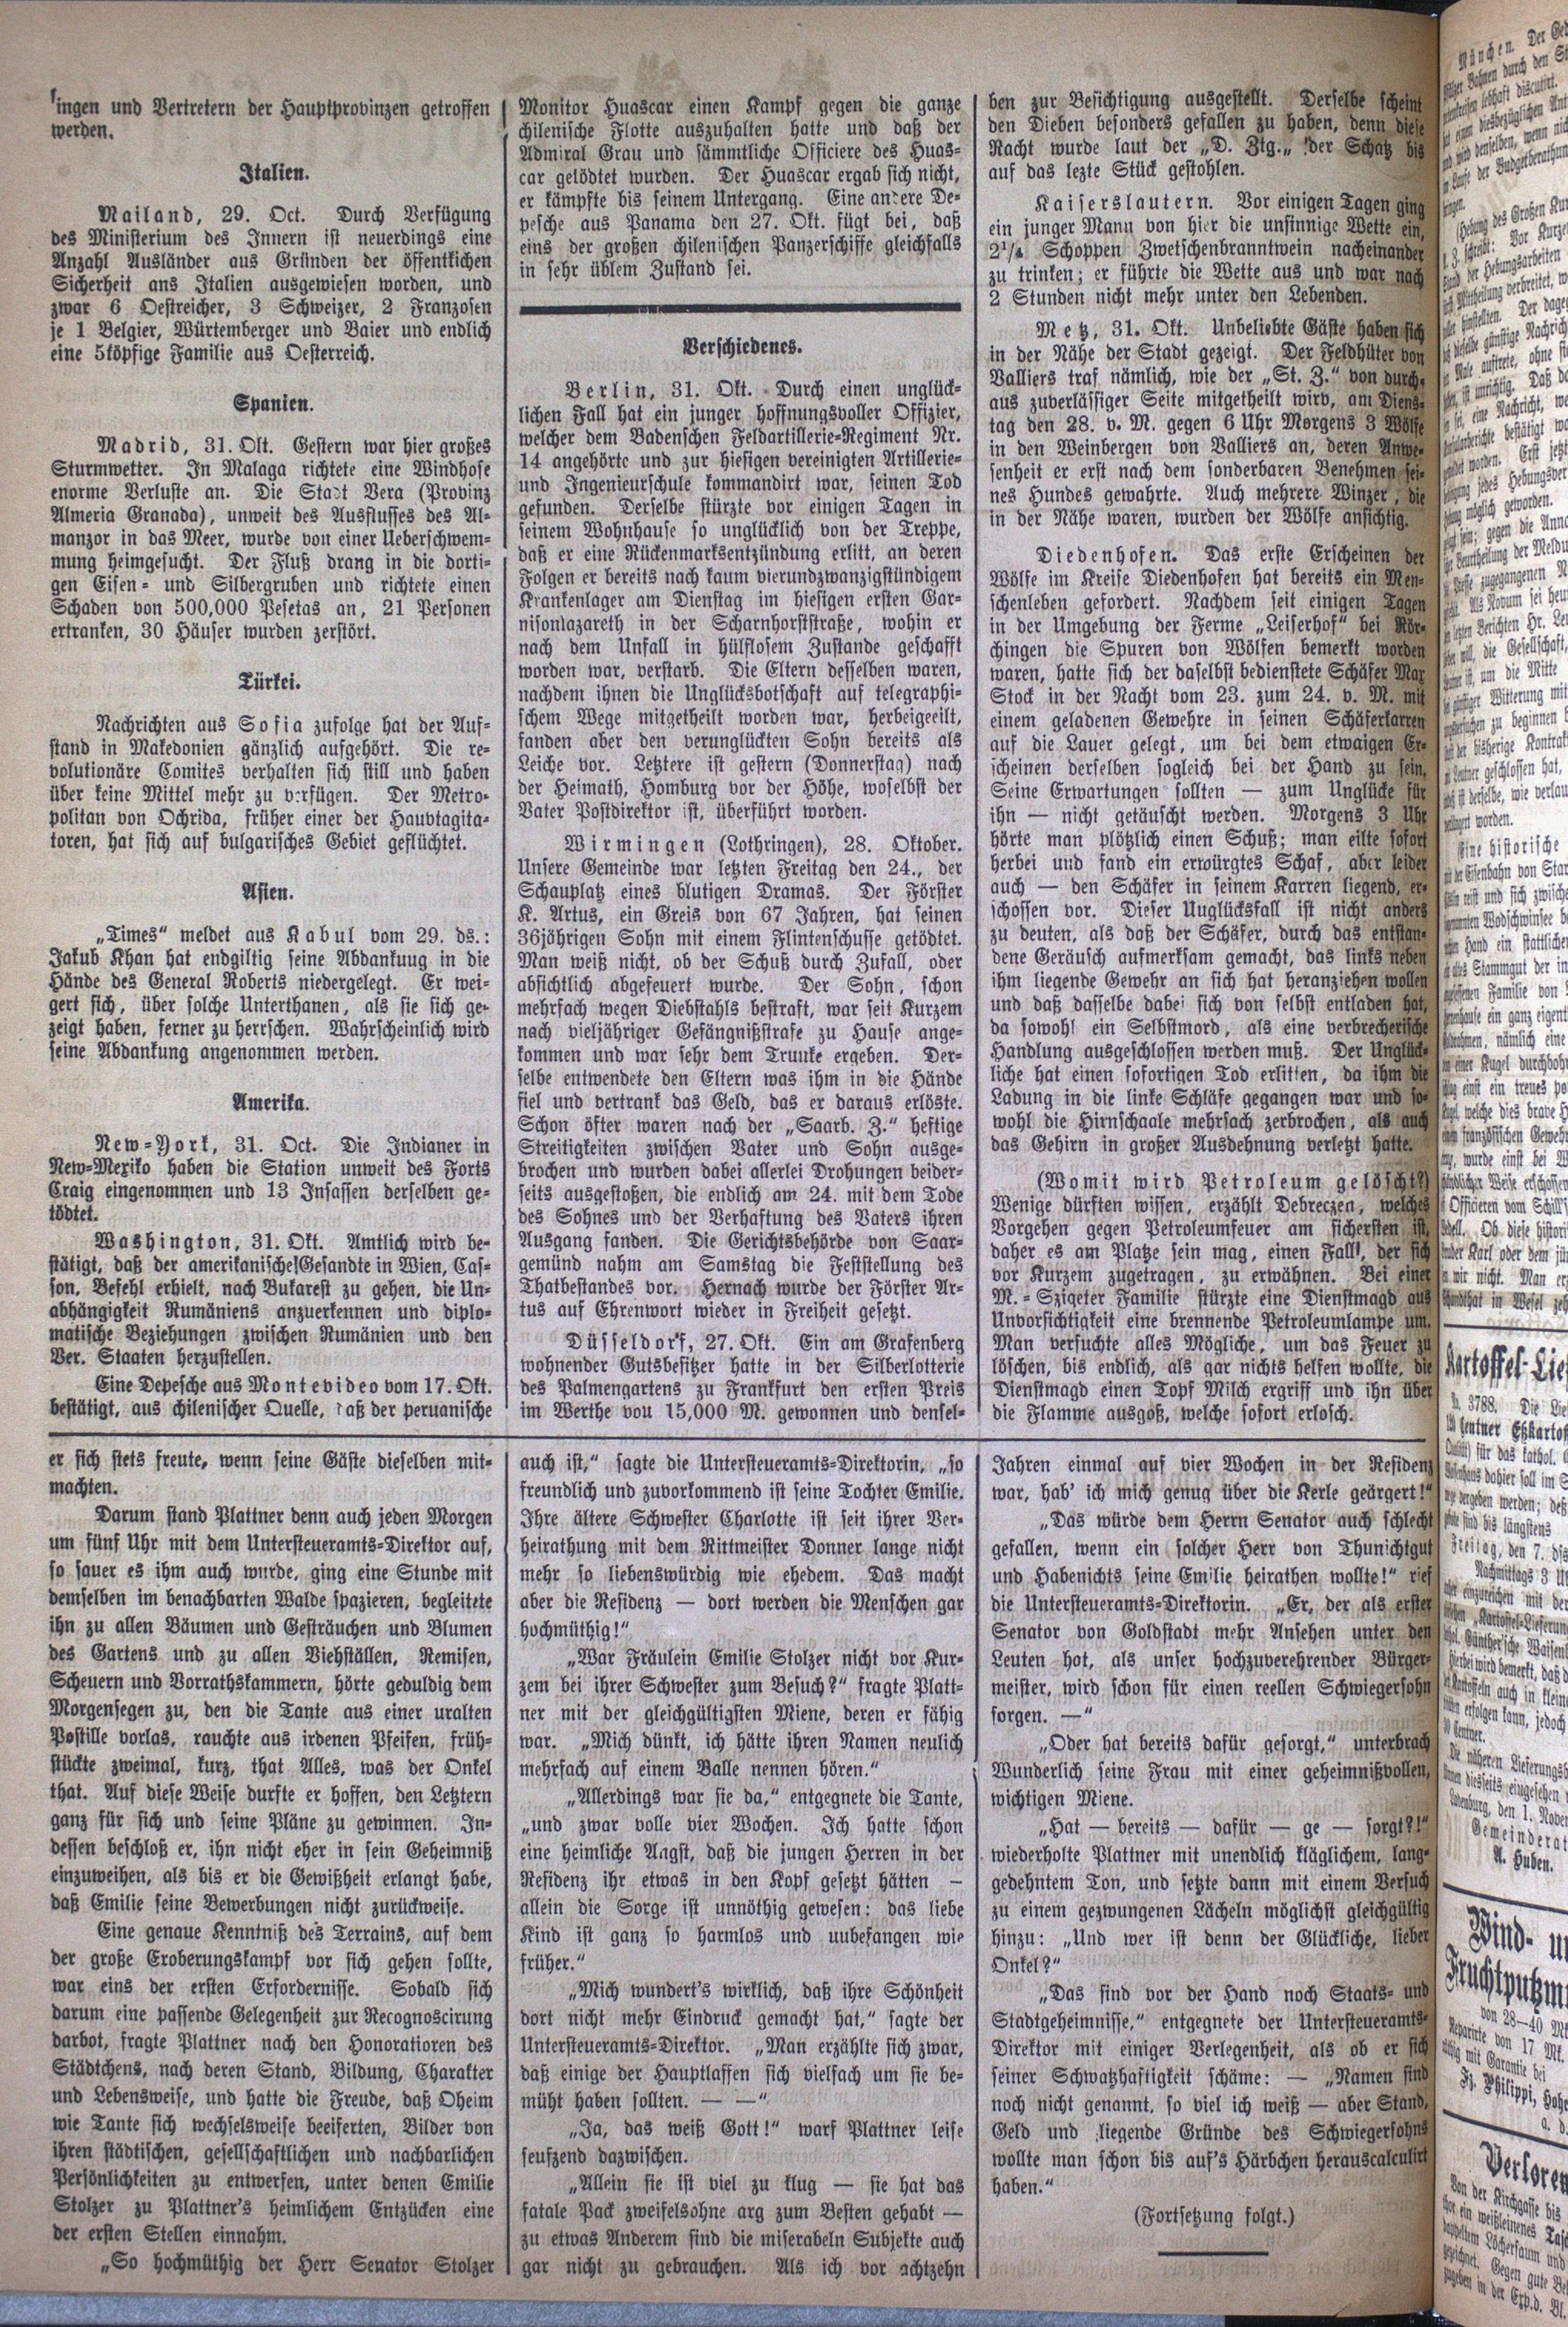 ingen und Vertretern der Hauptprovinzen getroffen
werden.
Italien.
Mailand, 29. Oct. Durch Verfügung
des Ministerium des Innern ist neuerdings eine
Anzahl Ausländer aus Gründen der öffentlichen
Sicherheit ans Italien ausgewiesen worden, und
zwar 6 Oestreicher, 3 Schweizer, 2 Franzosen
je 1 Belgier, Würtemberger und Baier und endlich
eine 5köpfige Familie aus Oesterreich.
Spanien.
Madrid, 31. Olt. Gestern war hier großes
Sturmwetter. In Malaga richtete eine Windhose
enorme Verluste an. Die Stadt Vera (Provinz
Almeria Granada), unweit des Ausflusses des Al-
manzor in das Meer, wurde von einer Ueberschwem-
mung heimgesucht. Der Fluß drang in die dorti-
gen Eisen- und Silbergruben und richtete einen
Schaden von 500,000 Pesetas an, 21 Personen
ertranken, 30 Häuser wurden zerstört.
Türkei.
Nachrichten aus Sofia zufolge hat der Auf-
stand in Makedonien gänzlich aufgehört. Die re-
volutionäre Comites verhalten sich still und haben
über keine Mittel mehr zu verfügen. Der Metro-
politan von Ochrida, früher einer der Haubtagita-
toren, hat sich auf bulgarisches Gebiet geflüchtet.
Asien.
„Times“ meldet aus Kabul vom 29. ds.:
Jakub Khan hat endgiltig seine Abdankuug in die
Hände des General Roberts niedergelegt. Er wei-
gert sich, über solche Unterthanen, als sie sich ge-
zeigt haben, ferner zu herrschen. Wahrscheinlich wird
seine Abdankung angenommen werden.
Amerika.
New-York, 31. Oct. Die Indianer in
New-Mexiko haben die Station unweit des Forts
Craig eingenommen und 13 Insassen derselben ge-
tödtet.
Washington, 31. Okt. Amtlich wird be-
stätigt, daß der amerikanische Gesandte in Wien, Cas-
son, Befehl erhielt, nach Bukarest zu gehen, die Un-
abhängigkeit Rumäniens anzuerkennen und diplo-
matische Beziehungen zwischen Rumänien und den
Ver. Staaten herzustellen.
Eine Depesche aus Montevideo vom 17. Okt.
bestätigt, aus chilenischer Quelle, daß der peruanische
Monitor Huascar einen Kampf gegen die ganze
chilenische Flotte auszuhalten hatte und daß der
Admiral Grau und sämmtliche Officiere des Huas-
car gelödtet wurden. Der Huascar ergab sich nicht,
er kämpfte bis seinem Untergang. Eine andere De-
pesche aus Panama den 27. Okt. fügt bei, daß
eins der großen chilenischen Panzerschiffe gleichfalls
in sehr üblem Zustand sei.
Verschiedenes.
Berlin, 31. Okt. Durch einen unglück-
lichen Fall hat ein junger hoffnungsvoller Offizier,
welcher dem Badenschen Feldartillerie-Regiment Nr.
14 angehörte und zur hiesigen vereinigten Artillerie-
und Ingenieurschule kommandirt war, seinen Tod
gefunden. Derselbe stürzte vor einigen Tagen in
seinem Wohnhause so unglücklich von der Treppe,
daß er eine Rückenmarksentzündung erlitt, an deren
Folgen er bereits nach kaum vierundzwanzigstündigem
Krankenlager am Dienstag im hiesigen ersten Gar-
nisonlazareth in der Scharnhorststraße, wohin er
nach dem Unfall in hülflosem Zustande geschafft
worden war, verstarb. Die Eltern desselben waren,
nachdem ihnen die Unglücksbotschaft auf telegraphi-
schem Wege mitgetheilt worden war, herbeigeeilt,
fanden aber den verunglückten Sohn bereits als
Leiche vor. Letztere ist gestern (Donnerstag) nach
der Heimath, Homburg vor der Höhe, woselbst der
Vater Postdirektor ist, überführt worden.
Wirmingen (Lothringen), 28. Oktober.
Unsere Gemeinde war letzten Freitag den 24., der
Schauplatz eines blutigen Dramas. Der Förster
K. Artus, ein Greis von 67 Jahren, hat seinen
36jöhrigen Sohn mit einem Flintenschusse getödtet.
Man weiß nicht, ob der Schuß durch Zufall, oder
absichtlich abgefeuert wurde. Der Sohn, schon
mehrfach wegen Diebstahls bestraft, war seit Kurzem
nach vieljähriger Gefängnißstrafe zu Hause ange-
kommen und war sehr dem Trunke ergeben. Der-
selbe entwendete den Eltern was ihm in die Hände
fiel und vertrank das Geld, das er daraus erlöste.
Schon öfter waren nach der „Saarb. Z.“ heftige
Streitigkeiten zwischen Vater und Sohn ausge-
brochen und wurden dabei allerlei Drohungen beider-
seits ausgestoßen, die endlich am 24. mit dem Tode
des Sohnes und der Verhaftung des Vaters ihren
Ausgang fanden. Die Gerichtsbehörde von Saar-
gemünd nahm am Samstag die Feststellung des
Thatbestandes vor. Hernach wurde der Förster Ar-
tus auf Ehrenwort wieder in Freiheit gesetzt.
Düsseldorf, 27. Okt. Ein am Grafenberg
wohnender Gutsbesitzer hatte in der Silberlotterie
des Palmengartens zu Frankfurt den ersten Preis
im Werthe vou 15,000 M. gewonnen und densel-
ben zur Besichtigung ausgestellt. Derselbe scheint
den Dieben besonders gefallen zu haben, denn diese
Nacht wurde laut der „D. Ztg.„ der Schatz bis
auf das lezte Stück gestohlen.
Kaiserslautern. Vor einigen Tagen ging
ein junger Mann von hier die unsinnige Wette ein,
2¹/₄ Schoppen Zwetschenbranntwein nacheinander
zu trinken; er führte die Wette aus und war nach
2 Stunden nicht mehr unter den Lebenden.
Metz, 31. Okt. Unbeliebte Gäste haben sich
in der Nähe der Stadt gezeigt. Der Feldhüter von
Valliers traf nämlich, wie der „St. Z.“ von durch-
aus zuverlässiger Seite mitgetheilt wird, am Diens-
tag den 28. v. M. gegen 6 Uhr Morgens 3 Wölfe
in den Weinbergen von Valliers an, deren Anwe-
senheit er erst nach dem sonderbaren Benehmen sei-
nes Hundes gewahrte. Auch mehrere Winzer, die
in der Nähe waren, wurden der Wölfe ansichtig.
Diedenhofen. Das erste Erscheinen der
Wölfe im Kreise Diedenhofen hat bereits ein Men-
schenleben gefordert. Nachdem seit einigen Tagen
in der Umgebung der Ferme „Leiserhof“ bei Rör-
chingen die Spuren von Wölfen bemerkt worden
waren, hatte sich der daselbst bedienstete Schäfer Max
Stock in der Nacht vom 23. zum 24. v. M. mit
einem geladenen Gewehre in seinen Schäferkarren
auf die Lauer gelegt, um bei dem etwaigen Er-
scheinen derselben sogleich bei der Hand zu sein,
Seine Erwartungen sollten — zum Unglücke für
ihn — nicht getäuscht werden. Morgens 3 Uhr
hörte man plötzlich einen Schuß; man eilte sofort
herbei und fand ein erwürgtes Schaf, aber leider
auch — den Schäfer in seinem Karren liegend, er-
schossen vor. Dieser Uuglücksfall ist nicht anders
zu deuten, als daß der Schäfer, durch das entstan-
dene Geräusch aufmerksam gemacht, das links neben
ihm liegende Gewehr an sich hat heranziehen wollen
und daß dasselbe dabei sich von selbst entladen hat,
da sowohl ein Selbstmord, als eine verbrecherische
Handlung ausgeschlossen werden muß. Der Unglück-
liche hat einen sofortigen Tod erlitten, da ihm die
Ladung in die linke Schläfe gegangen war und so-
wohl die Hirnschaale mehrfach zerbrochen, als auch
das Gehirn in großer Ausdehnung verletzt hatte.
(Womit wird Petroleum gelöscht?)
Wenige dürften wissen, erzählt Debreczen, welches
Vorgehen gegen Petroleumfeuer am sichersten ist,
daher es am Platze sein mag, einen Fall, der sich
vor Kurzem zugetragen, zu erwähnen. Bei einer
M.-Szigeter Familie stürzte eine Dienstmagd aus
Unvorsichtigkeit eine brennende Petroleumlampe um.
Man versuchte alles Mögliche, um das Feuer zu
löschen, bis endlich, als gar nichts helfen wollte, die
Dienstmagd einen Topf Milch ergriff und ihn über
die Flamme ausgoß, welche sofort erlosch.
er sich stets freute, wenn seine Gäste dieselben mit-
machten.
Darum stand Plattner denn auch jeden Morgen
um fünf Uhr mit dem Untersteueramts-Direktor auf,
so sauer es ihm auch wurde, ging eine Stunde mit
demselben im benachbarten Walde spazieren, begleitete
ihn zu allen Bäumen und Gesträuchen und Blumen
des Gartens und zu allen Viehställen, Remisen,
Scheuern und Vorrathskammern, hörte geduldig dem
Morgensegen zu, den die Tante aus einer uralten
Postille vorlas, rauchte aus irdenen Pfeifen, früh-
stückte zweimal, kurz, that Alles, was der Onkel
that. Auf diese Weise durfte er hoffen, den Letztern
ganz für sich und seine Pläne zu gewinnen. In-
dessen beschloß er, ihn nicht eher in sein Geheimniß
einzuweihen, als bis er die Gewißheit erlangt habe,
daß Emilie seine Bewerbungen nicht zurückweise.
Eine genaue Kenntniß des Terrains, auf dem
der große Eroberungskampf vor sich gehen sollte,
war eins der ersten Erfordernisse. Sobald sich
darum eine passende Gelegenheit zur Recognoscirung
darbot, fragte Plattner nach den Honoratioren des
Städtchens, nach deren Stand, Bildung, Charakter
und Lebensweise, und hatte die Freude, daß Oheim
wie Tante sich wechselsweise beeiferten, Bilder von
ihren städtischen, gesellschaftlichen und nachbarlichen
Persönlichkeiten zu entwerfen, unter denen Emilie
Stolzer zu Plattner's heimlichem Entzücken eine
der ersten Stellen einnahm.
„So hochmüthig der Herr Senator Stolzer
auch ist,“ sagte die Untersteueramts-Direktorin, „so
freundlich und zuvorkommend ist seine Tochter Emilie.
Ihre ältere Schwester Charlotte ist seit ihrer Ver-
heirathung mit dem Rittmeister Donner lange nicht
mehr so liebenswürdig wie ehedem. Das macht
aber die Residenz — dort werden die Menschen gar
hochmüthig!“
„War Fräulein Emilie Stolzer nicht vor Kur-
zem bei ihrer Schwester zum Besuch?“ fragte Platt-
ner mit der gleichgültigsten Miene, deren er fähig
war. „Mich dünkt, ich hätte ihren Namen neulich
mehrfach auf einem Balle nennen hören.“
„Allerdings war sie da,“ entgegnete die Tante,
„und zwar volle vier Wochen. Ich hatte schon
eine heimliche Angst, daß die jungen Herren in der
Residenz ihr etwas in den Kopf gesetzt hätten —
allein die Sorge ist unnöthig gewesen: das liebe
Kind ist ganz so harmlos und uubefangen wie
früher.“
„Mich wundert's wirklich, daß ihre Schönheit
dort nicht mehr Eindruck gemacht hat,“ sagte der
Untersteueramts-Direktor. „Man erzählte sich zwar,
daß einige der Hauptlaffen sich vielfach um sie be-
müht haben sollten. — —“
„Ja, das weiß Gott!“ warf Plattner leise
seufzend dazwischen.
„Allein sie ist viel zu klug — sie hat das
fatale Pack zweifelsohne arg zum Besten gehabt —
zu etwas Anderem sind die miserabeln Subjekte auch
gar nicht zu gebrauchen. Als ich vor achtzehn
Jahren einmal auf vier Wochen in der Residenz
war, hab' ich mich genug über die Kerle geärgert!“
„Das würde dem Herrn Senator auch schlecht
gefallen, wenn ein solcher Herr von Thunichtgut
und Habenichts seine Emilie heirathen wollte!“ rief
die Untersteueramts-Direktorin. „Er, der als erster
Senator von Goldstadt mehr Ansehen unter den
Leuten hot, als unser hochzuverehrender Bürger-
meister, wird schon für einen reellen Schwiegersohn
sorgen. —“
„Oder hat bereits dafür gesorgt,“ unterbrach
Wunderlich seine Frau mit einer geheimnißvollen,
wichtigen Miene.
„Hat — bereits — dafür — ge — sorgt?!“
wiederholte Plattner mit unendlich kläglichem, lang-
gedehntem Ton, und setzte dann mit einem Versuch
zu einem gezwungenen Lächeln möglichst gleichgültig
hinzu: „Und wer ist denn der Glückliche, lieber
Onkel?“
„Das sind vor der Hand noch Staats- und
Stadtgeheimnisse,“ entgegnete der Untersteueramts-
Direktor mit einiger Verlegenheit, als ob er sich
seiner Schwatzhaftigkeit schäme: — „Namen sind
noch nicht genannt, so viel ich weiß — aber Stand,
Geld und liegende Gründe des Schwiegersohns
wollte man schon bis auf's Härbchen herauscalculirt
haben.“
(Fortsetzung folgt.)
München. Der
Kartoffel-Lief
No. 3788. Die
Freitag, den 7.
Nachmittags 3
Ladenburg, den 1. Nove
Gemeinderat
A. Huben.
Wind- u
Fruchtputzm
von 28—40 M
Reparirte von 17 Mk.
mit Garantie bei
Philippi,
Verloren
Von der Kirchgasse bis